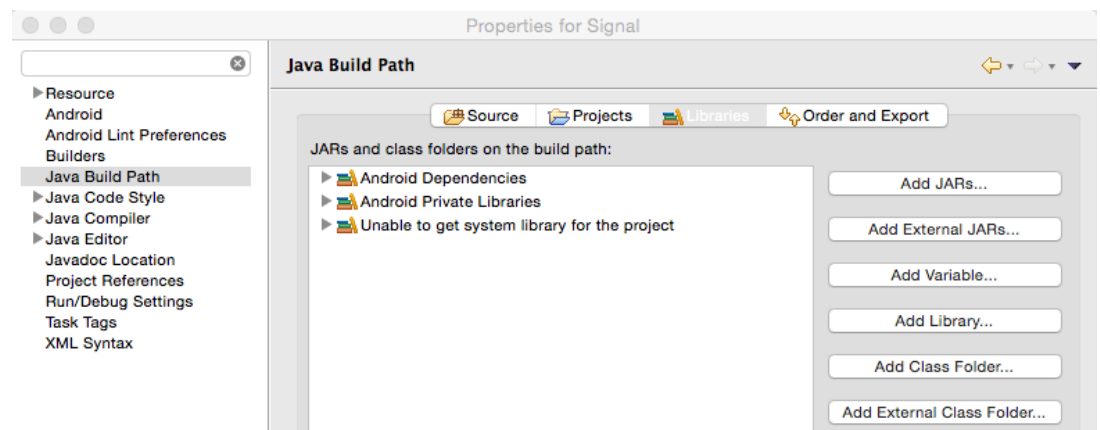 Properties for Signal
Resource
Android
Android Lint Preferences
Builders
Java Build Path
Java Code Style
Java Compiler
Java Editor
Javadoc Location
Project References
Run/Debug Settings
Task Tags
XML Syntax
Java Build Path
Source Projects Libraries Order and Export
JARs and class folders on the build path:
Android Dependencies
Android Private Libraries
Unable to get system library for the project
Add JARs...
Add External JARs...
Add Variable...
Add Library...
Add Class Folder...
Add External Class Folder...